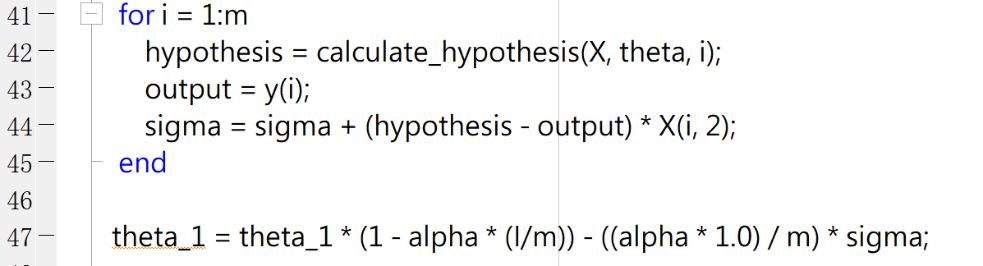 41 for i = 1:m
42 hypothesis = calculate_hypothesis(X, theta, i);
43 output = y(i);
44 sigma = sigma + (hypothesis - output) * X(i, 2);
45 end
46
47 theta_1 = theta_1 * (1 - alpha * (l/m)) - ((alpha * 1.0) / m) * sigma;